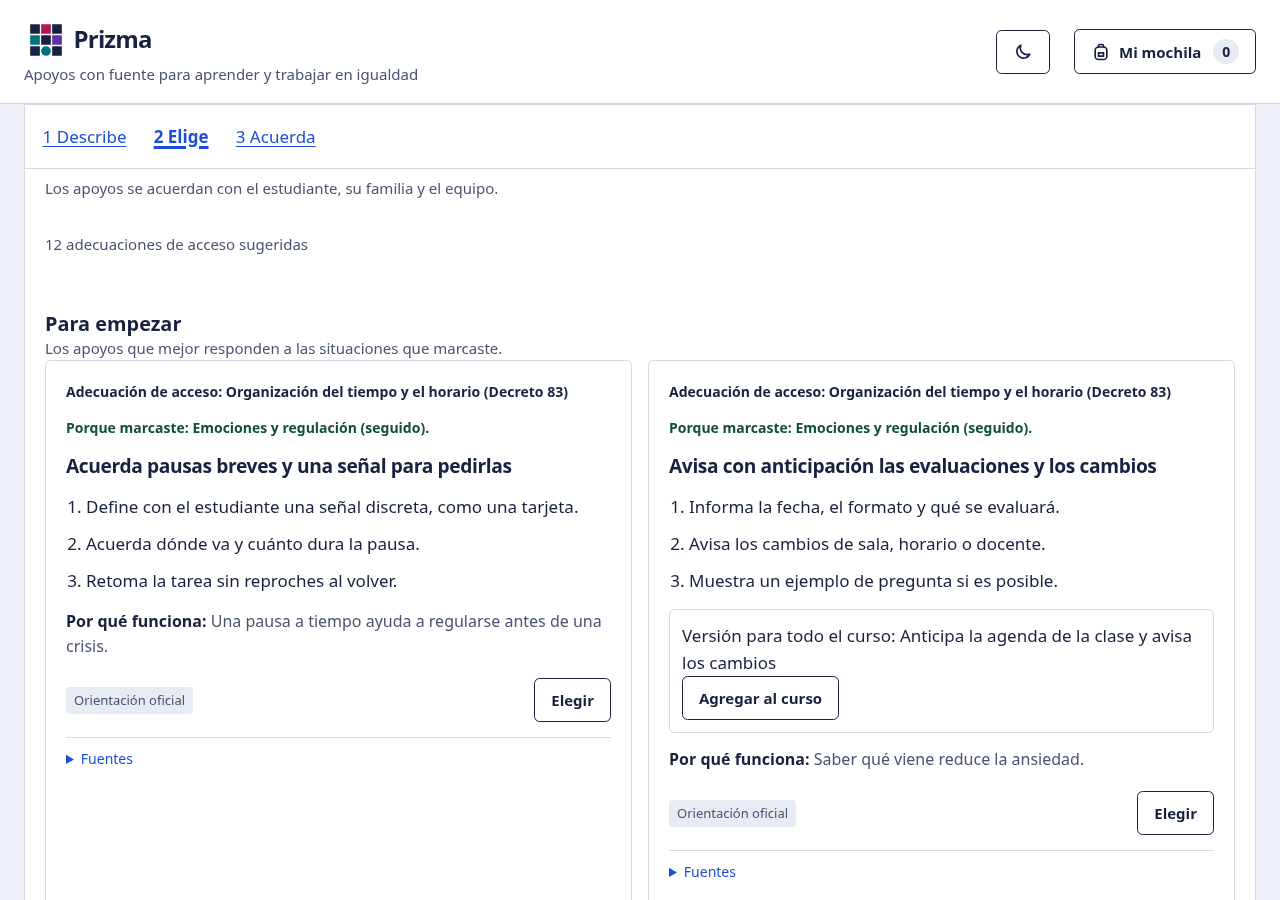 Prizma
Apoyos con fuente para aprender y trabajar en igualdad
Mi mochila 0
1 Describe 2 Elige 3 Acuerda
Los apoyos se acuerdan con el estudiante, su familia y el equipo.
12 adecuaciones de acceso sugeridas
Para empezar
Los apoyos que mejor responden a las situaciones que marcaste.
Adecuación de acceso: Organización del tiempo y el horario (Decreto 83)
Porque marcaste: Emociones y regulación (seguido).
Acuerda pausas breves y una señal para pedirlas
1. Define con el estudiante una señal discreta, como una tarjeta.
2. Acuerda dónde va y cuánto dura la pausa.
3. Retoma la tarea sin reproches al volver.
Por qué funciona: Una pausa a tiempo ayuda a regularse antes de una
crisis.
Orientación oficial
Elegir
Fuentes
Adecuación de acceso: Organización del tiempo y el horario (Decreto 83)
Porque marcaste: Emociones y regulación (seguido).
Avisa con anticipación las evaluaciones y los cambios
1. Informa la fecha, el formato y qué se evaluará.
2. Avisa los cambios de sala, horario o docente.
3. Muestra un ejemplo de pregunta si es posible.
Versión para todo el curso: Anticipa la agenda de la clase y avisa
los cambios
Agregar al curso
Por qué funciona: Saber qué viene reduce la ansiedad.
Orientación oficial
Elegir
Fuentes